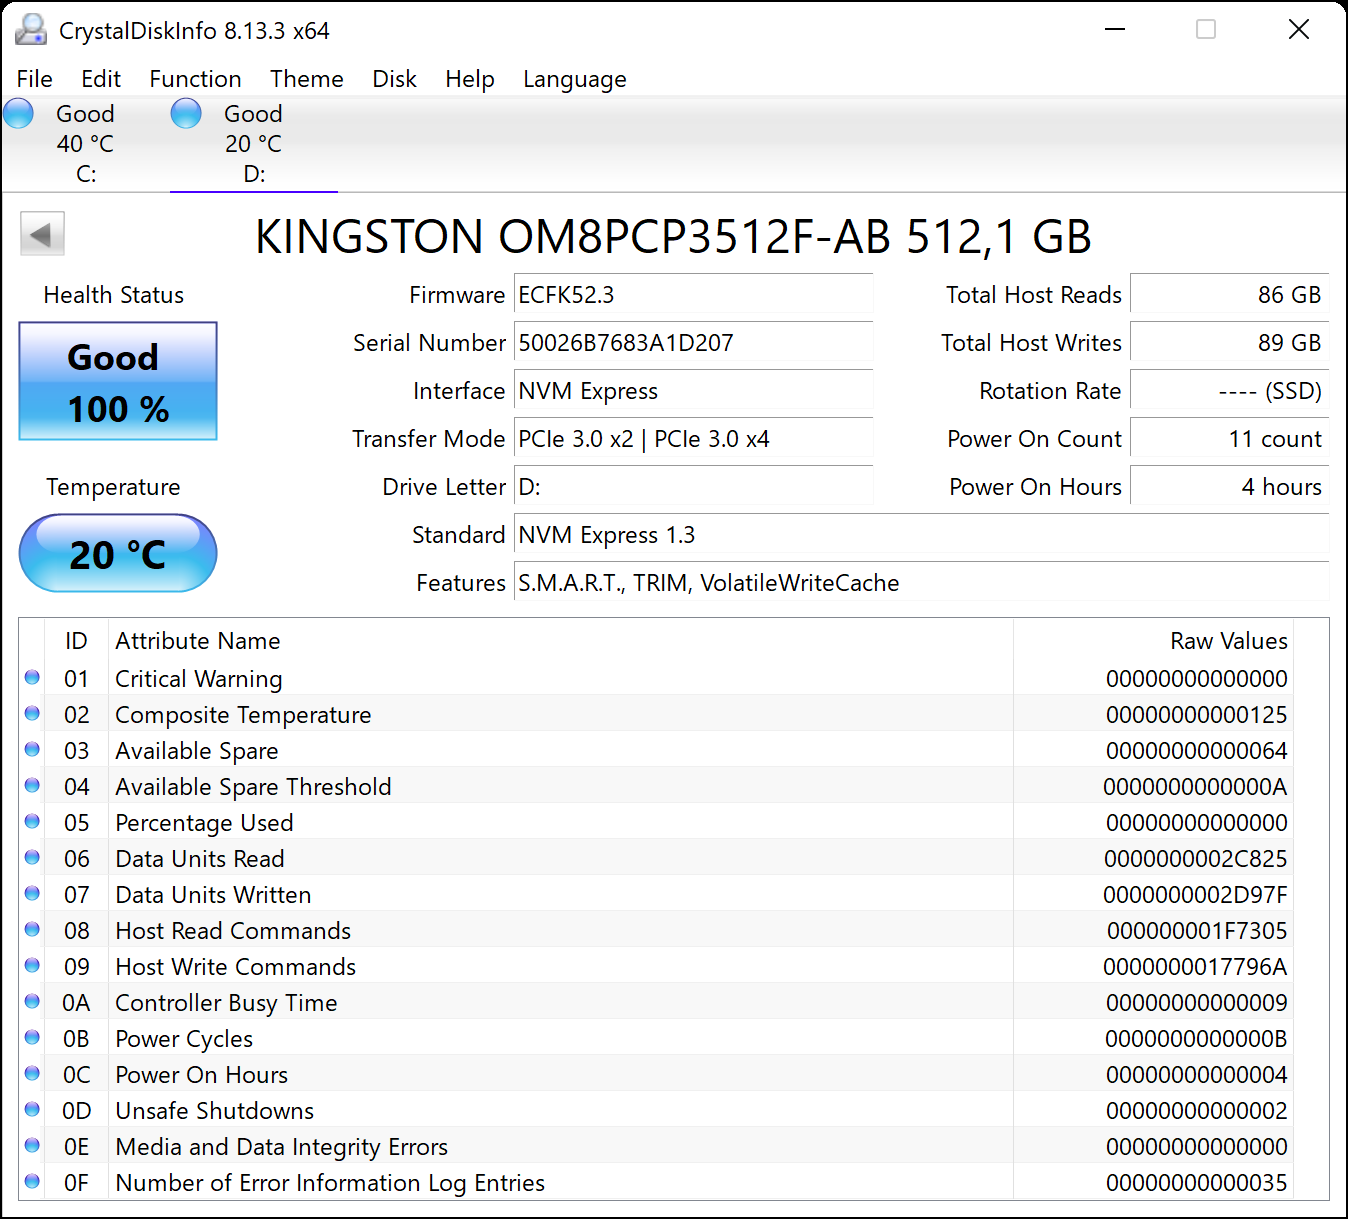 CrystalDiskInfo 8.13.3 x64
File Edit Function Theme Disk Help Language
Good Good
40 °C 20 °C
C: D:
KINGSTON OM8PCP3512F-AB 512,1 GB
Health Status
Good
100 %
Temperature
20 °C
Firmware ECFK52.3
Serial Number 50026B7683A1D207
Interface NVM Express
Transfer Mode PCIe 3.0 x2 | PCIe 3.0 x4
Drive Letter D:
Standard NVM Express 1.3
Features S.M.A.R.T., TRIM, VolatileWriteCache
Total Host Reads 86 GB
Total Host Writes 89 GB
Rotation Rate ---- (SSD)
Power On Count 11 count
Power On Hours 4 hours
ID Attribute Name Raw Values
01 Critical Warning 00000000000000
02 Composite Temperature 00000000000125
03 Available Spare 00000000000064
04 Available Spare Threshold 0000000000000A
05 Percentage Used 00000000000000
06 Data Units Read 0000000002C825
07 Data Units Written 0000000002D97F
08 Host Read Commands 000000001F7305
09 Host Write Commands 0000000017796A
0A Controller Busy Time 00000000000009
0B Power Cycles 0000000000000B
0C Power On Hours 00000000000004
0D Unsafe Shutdowns 00000000000002
0E Media and Data Integrity Errors 00000000000000
0F Number of Error Information Log Entries 00000000000035